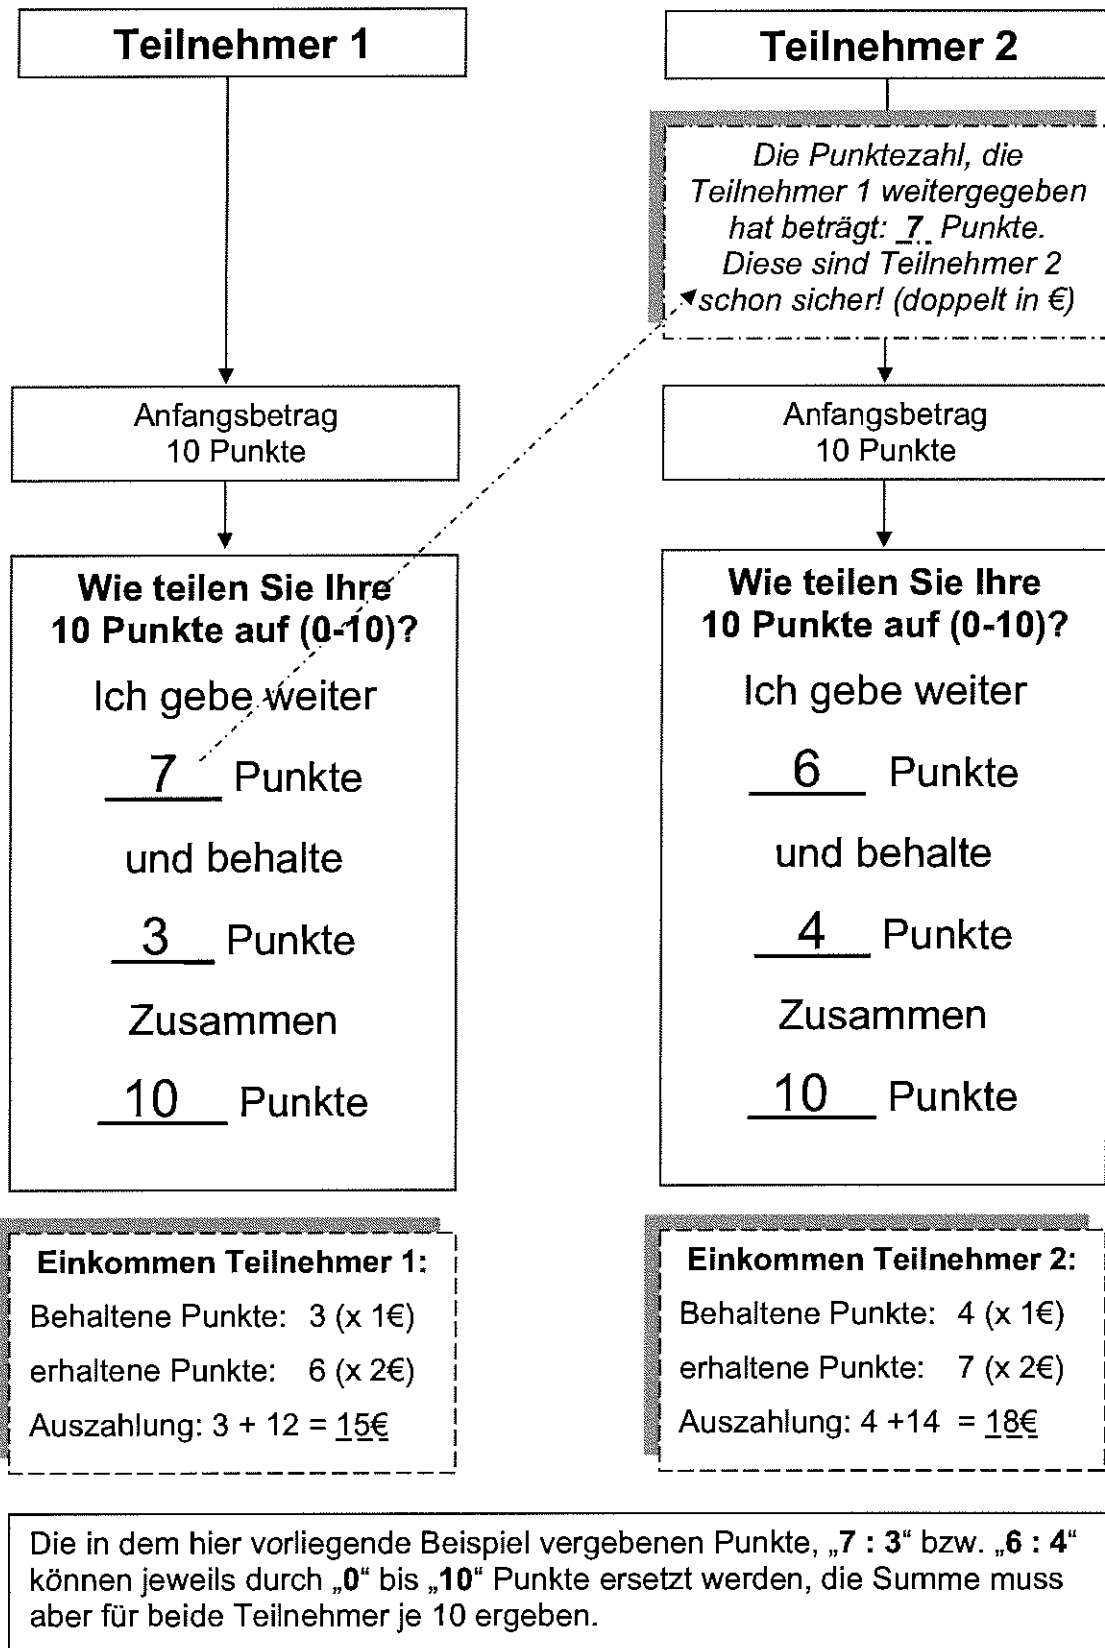 Teilnehmer 1
Teilnehmer 2
Die Punktezahl, die
Teilnehmer 1 weitergegeben
hat beträgt: 7 Punkte.
Diese sind Teilnehmer 2
schon sicher! (doppelt in €)
Anfangsbetrag
10 Punkte
Anfangsbetrag
10 Punkte
Wie teilen Sie Ihre
10 Punkte auf (0-10)?
Ich gebe weiter
7 Punkte
und behalte
3 Punkte
Zusammen
10 Punkte
Wie teilen Sie Ihre
10 Punkte auf (0-10)?
Ich gebe weiter
6 Punkte
und behalte
4 Punkte
Zusammen
10 Punkte
Einkommen Teilnehmer 1:
Behaltene Punkte: 3 (x 1€)
erhaltene Punkte: 6 (x 2€)
Auszahlung: 3 + 12 = 15€
Einkommen Teilnehmer 2:
Behaltene Punkte: 4 (x 1€)
erhaltene Punkte: 7 (x 2€)
Auszahlung: 4 +14 = 18€
Die in dem hier vorliegende Beispiel vergebenen Punkte, „7 : 3“ bzw. „6 : 4“
können jeweils durch „0“ bis „10“ Punkte ersetzt werden, die Summe muss
aber für beide Teilnehmer je 10 ergeben.